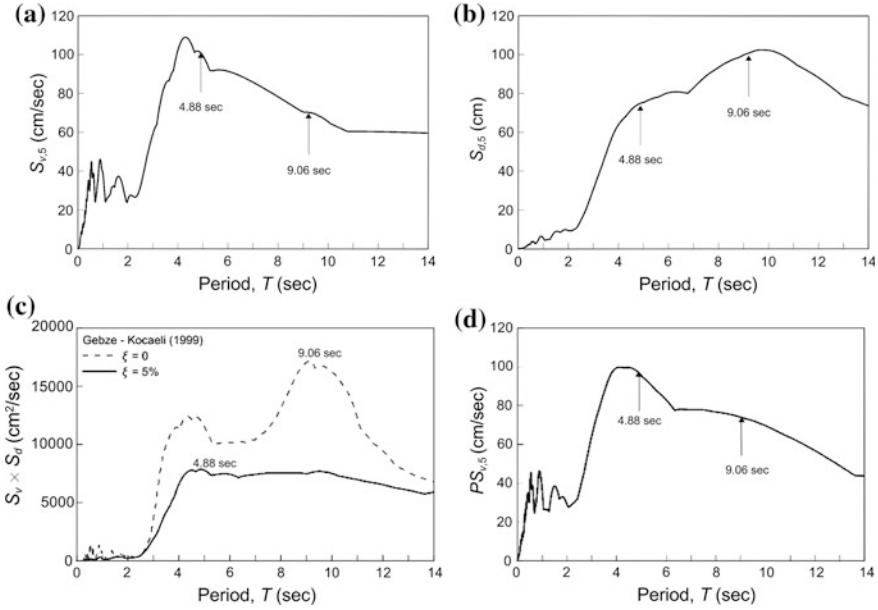 (a)
120
100
80
60
40
20
0
S_{v,5} (cm/sec)
4.88 sec
9.06 sec
0 2 4 6 8 10 12 14
Period, T (sec)
(b)
120
100
80
60
40
20
0
S_{d,5} (cm)
4.88 sec
9.06 sec
0 2 4 6 8 10 12 14
Period, T (sec)
(c)
20000
15000
10000
5000
0
S_v × S_d (cm²/sec)
Gebze - Kocaeli (1999)
ξ = 0
ξ = 5%
9.06 sec
4.88 sec
0 2 4 6 8 10 12 14
Period, T (sec)
(d)
120
100
80
60
40
20
0
PS_{v,5} (cm/sec)
4.88 sec
9.06 sec
0 2 4 6 8 10 12 14
Period, T (sec)